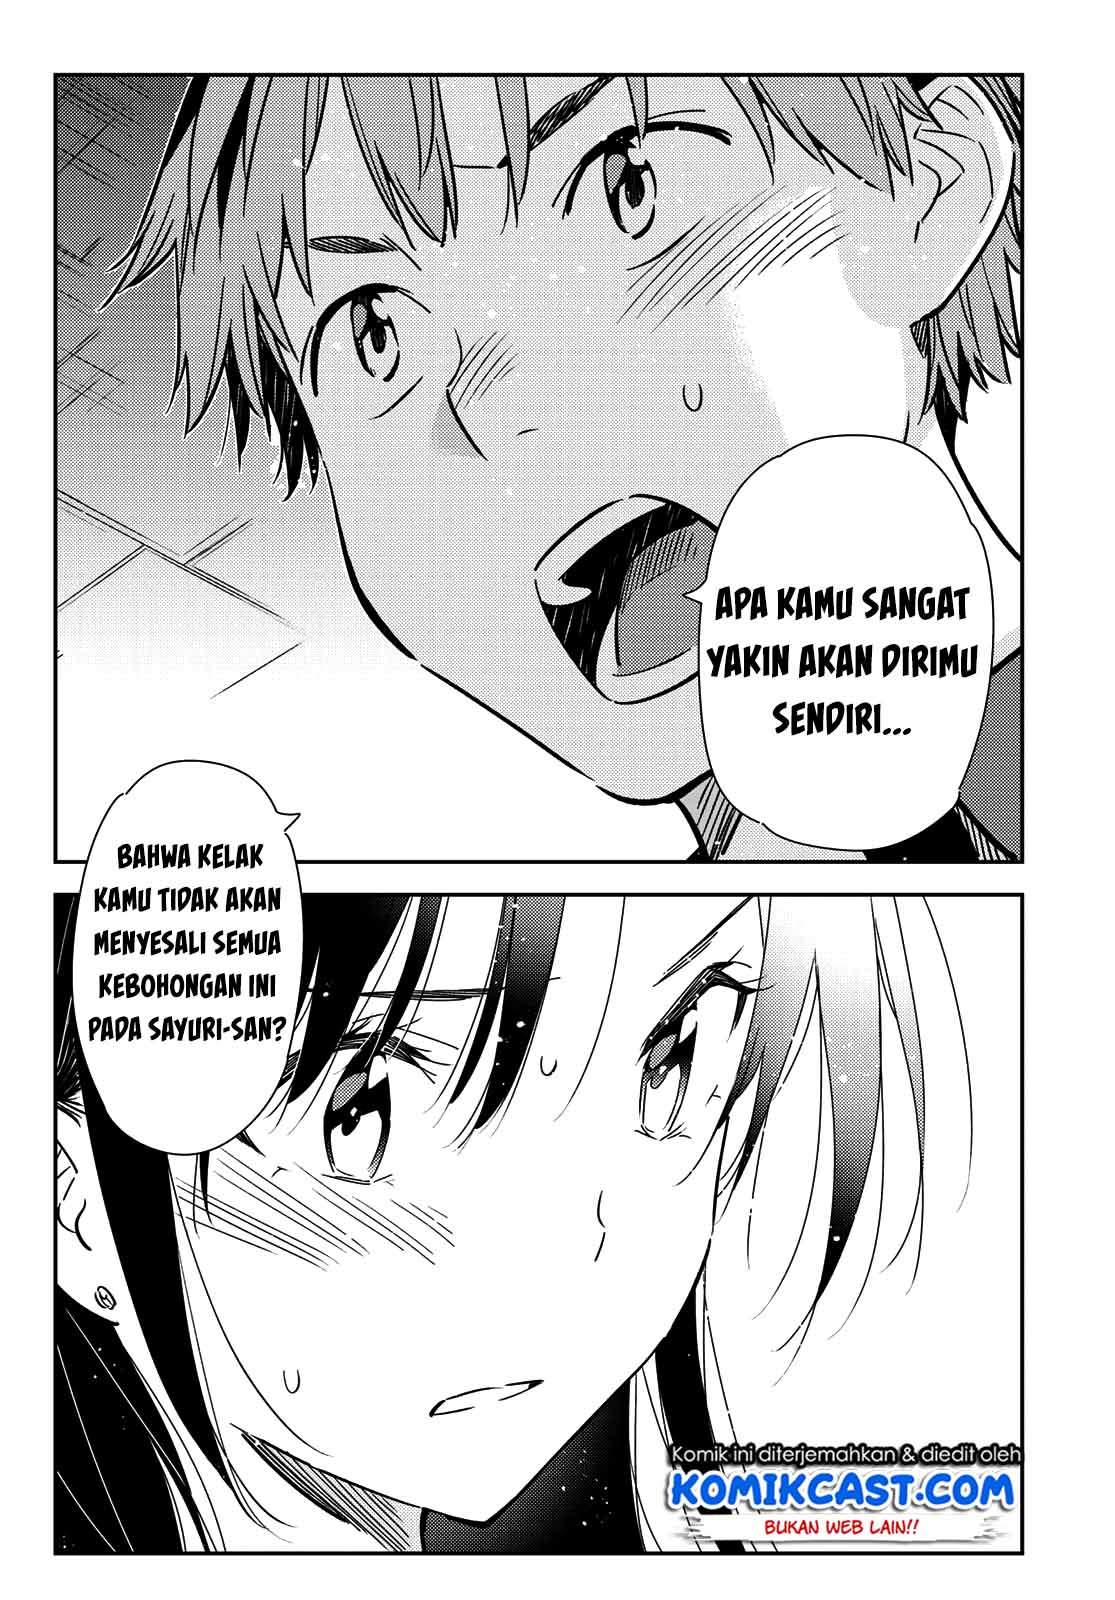 APA KAMU SANGAT
YAKIN AKAN DIRIMU
SENDIRI...
BAHWA KELAK
KAMU TIDAK AKAN
MENYESALI SEMUA
KEBOHONGAN INI
PADA SAYURI-SAN?
Komik ini diterjemahkan & diedit oleh
KOMIKCAST.COM
BUKAN WEB LAIN!!